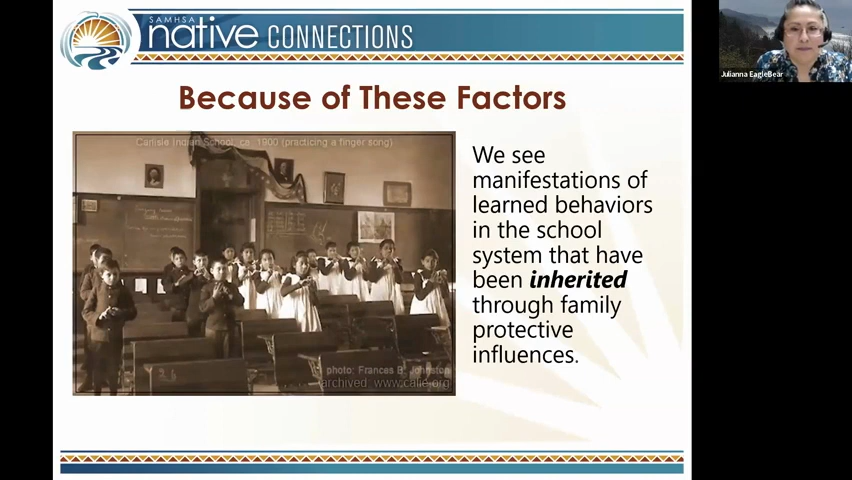 SAMHSA
native CONNECTIONS
Julianna EagleBear
Because of These Factors
Carlisle Indian School, ca. 1900 (practicing a finger song)
We see
manifestations of
learned behaviors
in the school
system that have
been inherited
through family
protective
influences.
photo: Frances B. Johnston
archived: www.calie.org